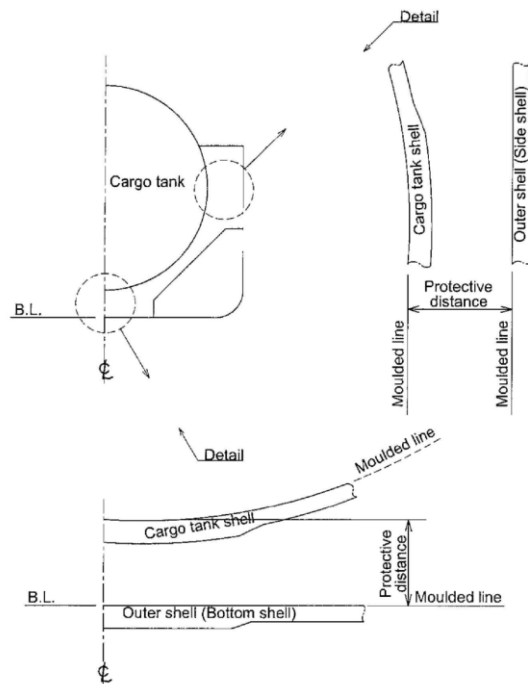 Detail
Cargo tank
B.L.
℄
Cargo tank shell
Outer shell (Side shell)
Protective
distance
Moulded line
Moulded line
Detail
Moulded line
Cargo tank shell
Protective
distance
B.L.
Outer shell (Bottom shell)
Moulded line
℄